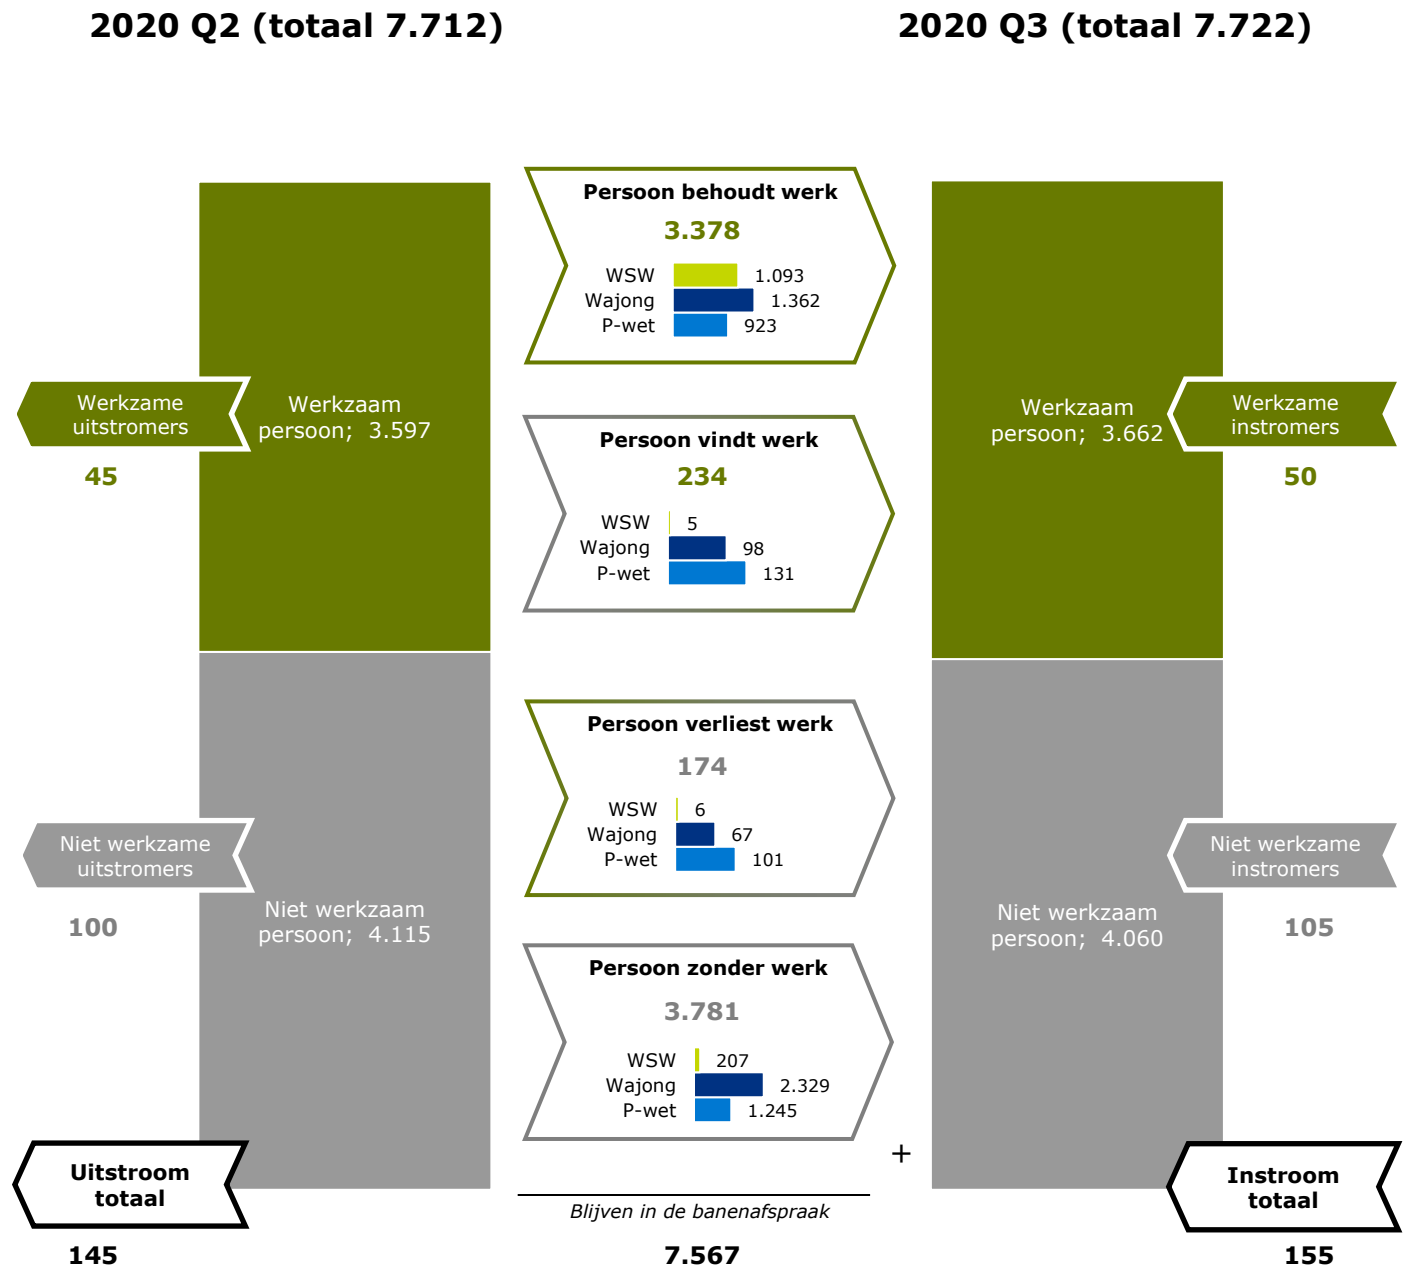 2020 Q2 (totaal 7.712)
2020 Q3 (totaal 7.722)
Werkzame
uitstromers
45
Werkzaam
persoon; 3.597
Niet werkzame
uitstromers
100
Niet werkzaam
persoon; 4.115
Uitstroom
totaal
145
Persoon behoudt werk
3.378
WSW 1.093
Wajong 1.362
P-wet 923
Persoon vindt werk
234
WSW 5
Wajong 98
P-wet 131
Persoon verliest werk
174
WSW 6
Wajong 67
P-wet 101
Persoon zonder werk
3.781
WSW 207
Wajong 2.329
P-wet 1.245
+
Blijven in de banenafspraak
7.567
Werkzaam
persoon; 3.662
Werkzame
instromers
50
Niet werkzaam
persoon; 4.060
Niet werkzame
instromers
105
Instroom
totaal
155